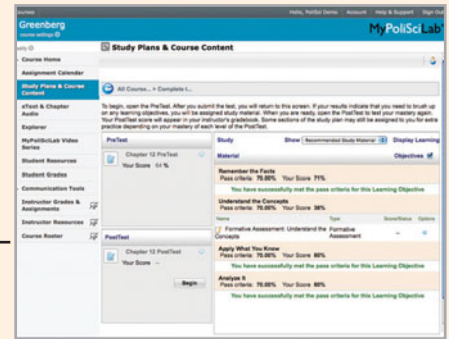 Hello, PoliSci Demo Account Help & Support Sign Out
Greenberg
course settings
MyPoliSciLab
Course Home
Assignment Calendar
Study Plans & Course Content
eText & Chapter Audio
Explorer
MyPoliSciLab Video Series
Student Resources
Student Grades
Communication Tools
Instructor Grades & Assignments
Instructor Resources
Course Roster
Study Plans & Course Content
All Course... > Complete L...
To begin, open the PreTest. After you submit the test, you will return to this screen. If your results indicate that you need to brush up
on any learning objectives, you will be assigned study material. When you are ready, open the PostTest to test your mastery again.
Your PostTest score will appear in your instructor's gradebook. Some sections of the study plan may still be assigned to you for extra
practice depending on your mastery of each level of the PostTest.
PreTest
Chapter 12 PreTest
Your Score 64 %
PostTest
Chapter 12 PostTest
Your Score –
Begin
Study Material
Show Recommended Study Material
Display Learning Objectives
Remember the Facts
Pass criteria: 70.00% Your Score 71%
You have successfully met the pass criteria for this Learning Objective
Understand the Concepts
Pass criteria: 70.00% Your Score 36%
Name Type Score/Status Options
Formative Assessment: Understand the Concepts
Formative Assessment
–
Apply What You Know
Pass criteria: 70.00% Your Score 80%
You have successfully met the pass criteria for this Learning Objective
Analyze It
Pass criteria: 70.00% Your Score 80%
You have successfully met the pass criteria for this Learning Objective